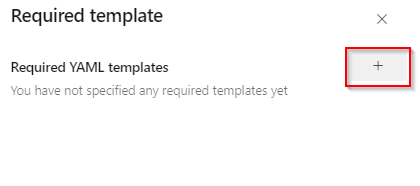 Required template
Required YAML templates
You have not specified any required templates yet